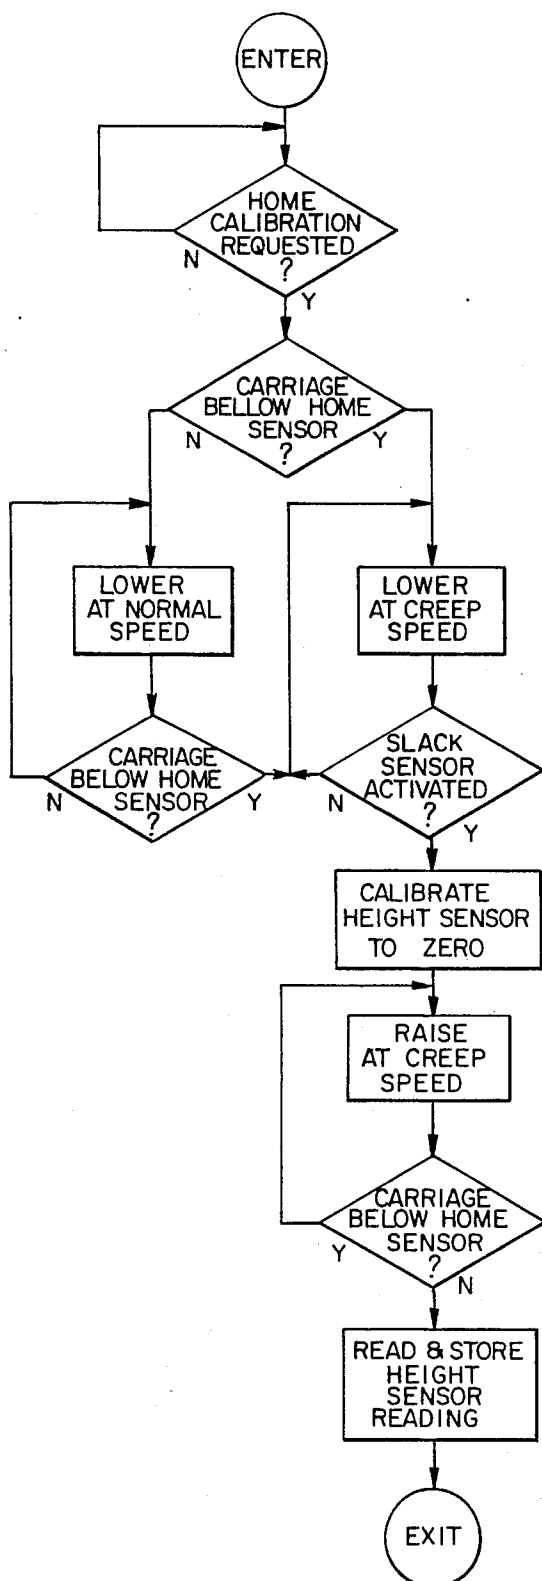 ENTER
HOME
CALIBRATION
REQUESTED
?
N
Y
CARRIAGE
BELLOW HOME
SENSOR
?
N
Y
LOWER
AT NORMAL
SPEED
LOWER
AT CREEP
SPEED
CARRIAGE
BELOW HOME
SENSOR
?
N
Y
SLACK
SENSOR
ACTIVATED
?
N
Y
CALIBRATE
HEIGHT SENSOR
TO ZERO
RAISE
AT CREEP
SPEED
CARRIAGE
BELOW HOME
SENSOR
?
Y
N
READ & STORE
HEIGHT
SENSOR
READING
EXIT